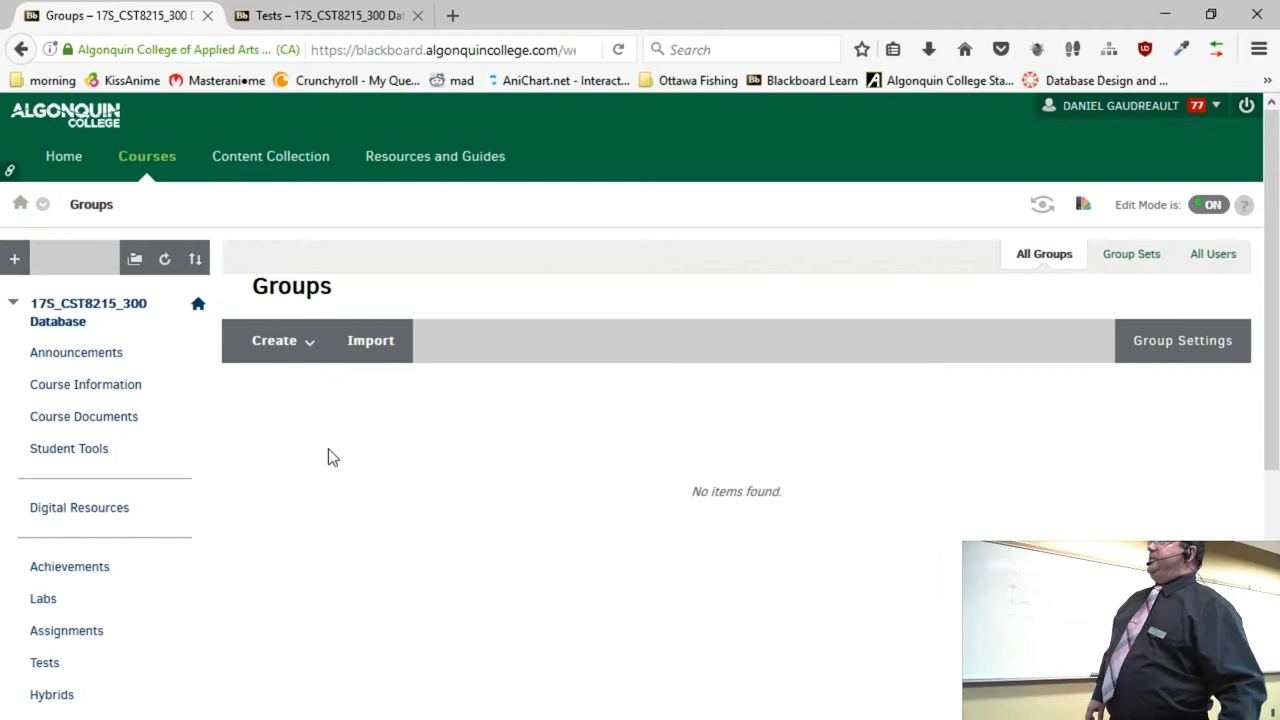 Groups – 17S_CST8215_300 D
Tests – 17S_CST8215_300 Dat
Algonquin College of Applied Arts ... (CA)
https://blackboard.algonquincollege.com/we
Search
morning
KissAnime
Masterani●me
Crunchyroll - My Que...
mad
AniChart.net - Interact...
Ottawa Fishing
Blackboard Learn
Algonquin College Sta...
Database Design and ...
ALGONQUIN
COLLEGE
DANIEL GAUDREAULT 77
Home
Courses
Content Collection
Resources and Guides
Groups
Edit Mode is: ON ?
All Groups
Group Sets
All Users
Groups
Create
Import
Group Settings
17S_CST8215_300
Database
Announcements
Course Information
Course Documents
Student Tools
No items found.
Digital Resources
Achievements
Labs
Assignments
Tests
Hybrids